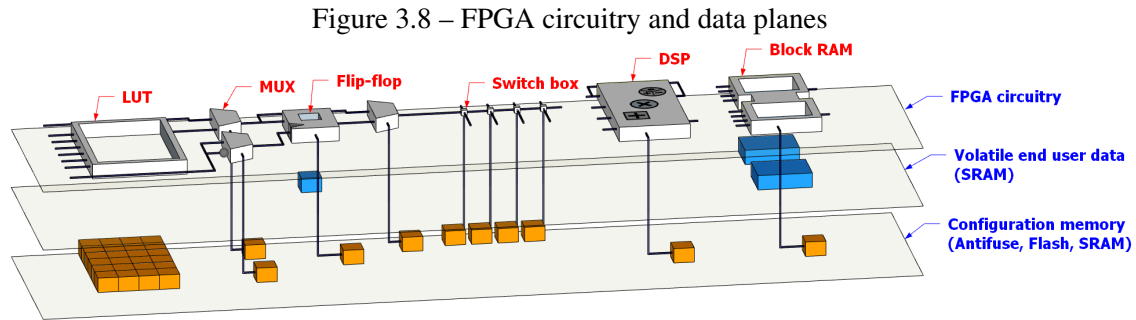 Figure 3.8 – FPGA circuitry and data planes
Block RAM
DSP
Flip-flop
Switch box
MUX
LUT
FPGA circuitry
Volatile end user data
(SRAM)
Configuration memory
(Antifuse, Flash, SRAM)